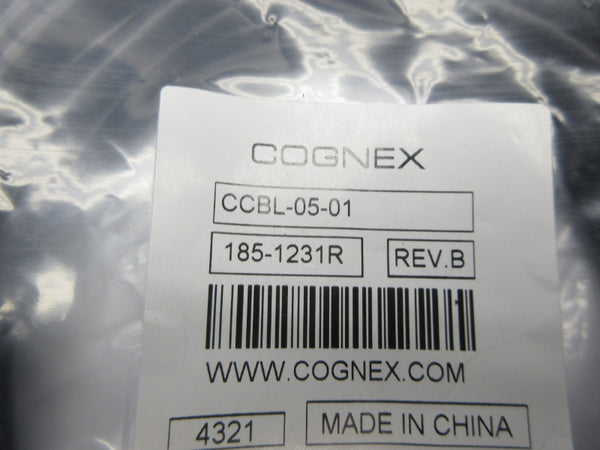 COGNEX
CCBL-05-01
185-1231R REV.B
WWW.COGNEX.COM
4321 MADE IN CHINA